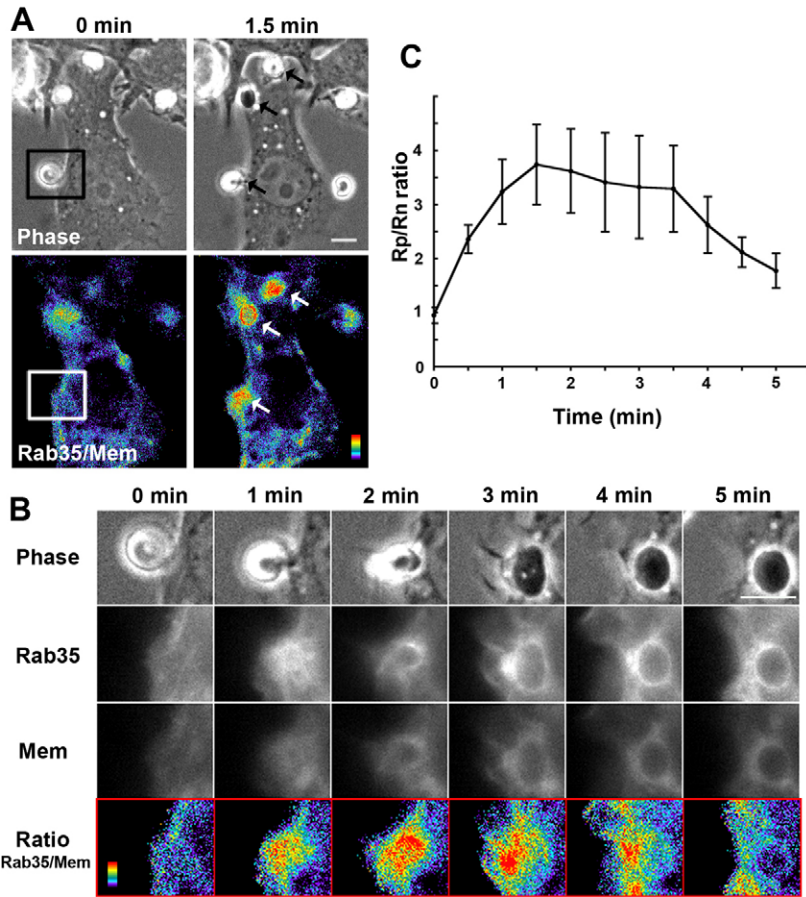 A
0 min 1.5 min
Phase
Rab35/Mem
C
Rp/Rn ratio
4
3
2
1
0
0 1 2 3 4 5
Time (min)
B
0 min 1 min 2 min 3 min 4 min 5 min
Phase
Rab35
Mem
Ratio
Rab35/Mem